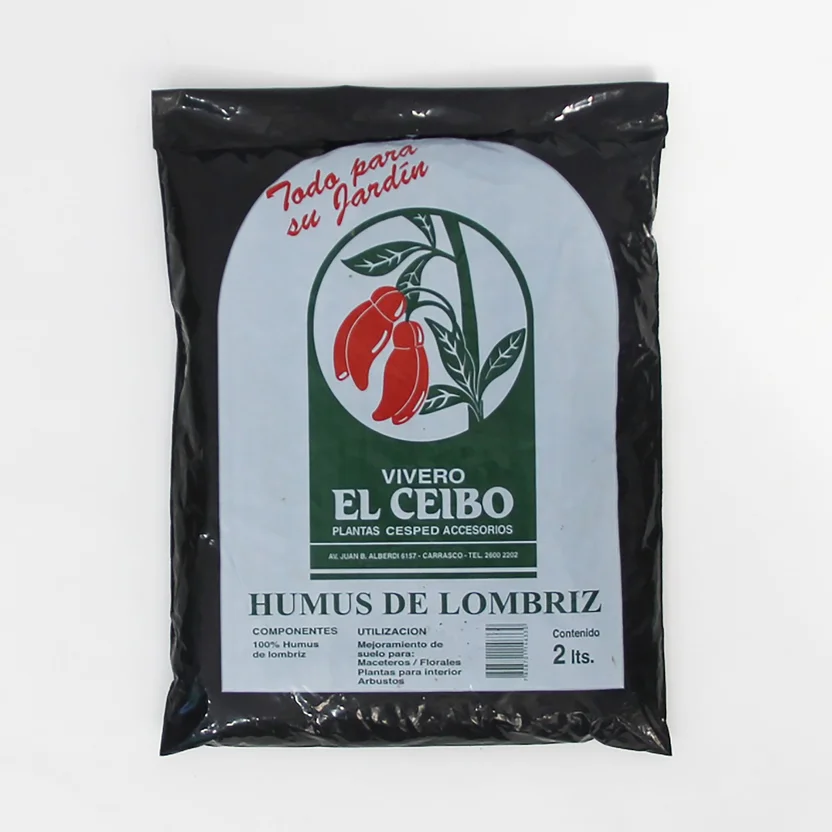 Todo para
su Jardín
VIVERO
EL CEIBO
PLANTAS CESPED ACCESORIOS
AV. JUAN B. ALBERDI 6157 - CARRASCO - TEL. 2600 2202
HUMUS DE LOMBRIZ
COMPONENTES
100% Humus
de lombriz
UTILIZACION
Mejoramiento de
suelo para:
Maceteros / Florales
Plantas para interior
Arbustos
Contenido
2 lts.